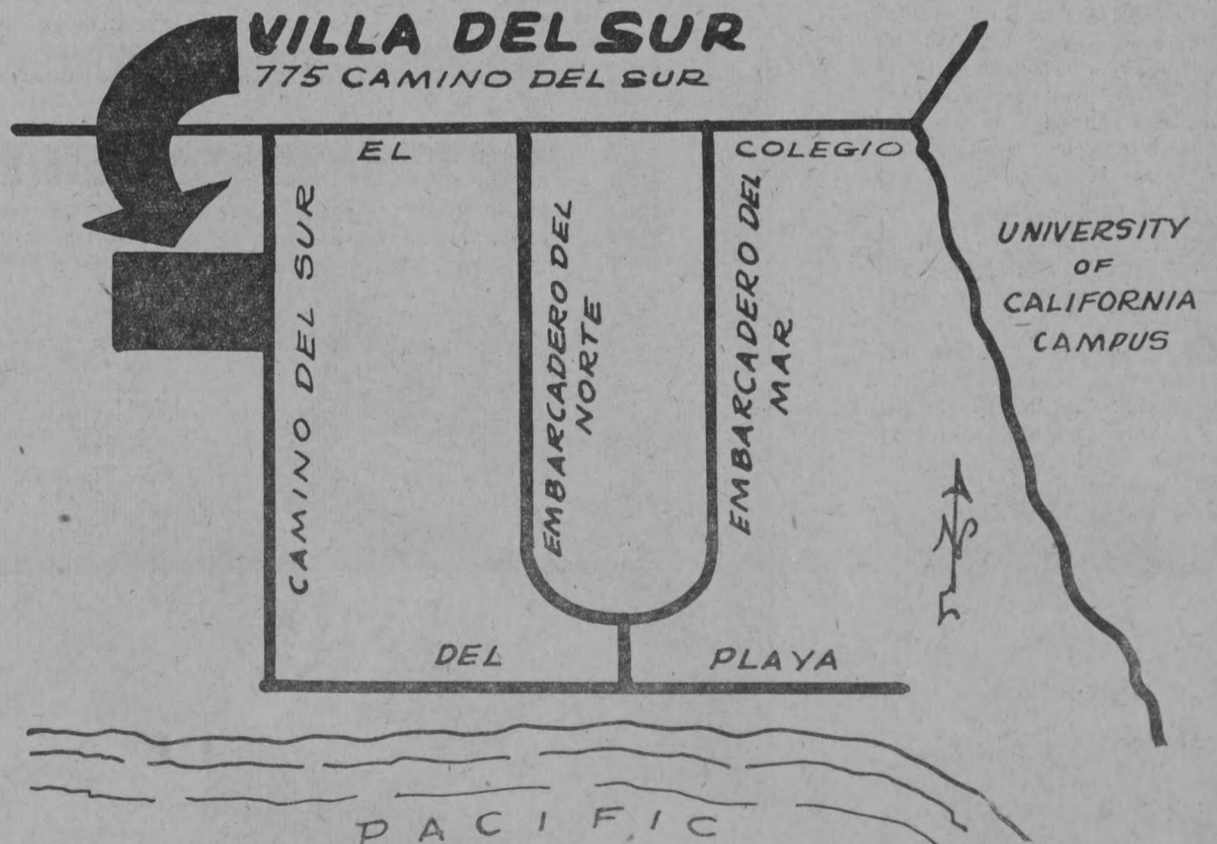 VILLA DEL SUR
775 CAMINO DEL SUR
EL
COLEGIO
CAMINO DEL SUR
EMBARCADERO DEL
NORTE
EMBARCADERO DEL
MAR
UNIVERSITY
OF
CALIFORNIA
CAMPUS
N
DEL
PLAYA
PACIFIC